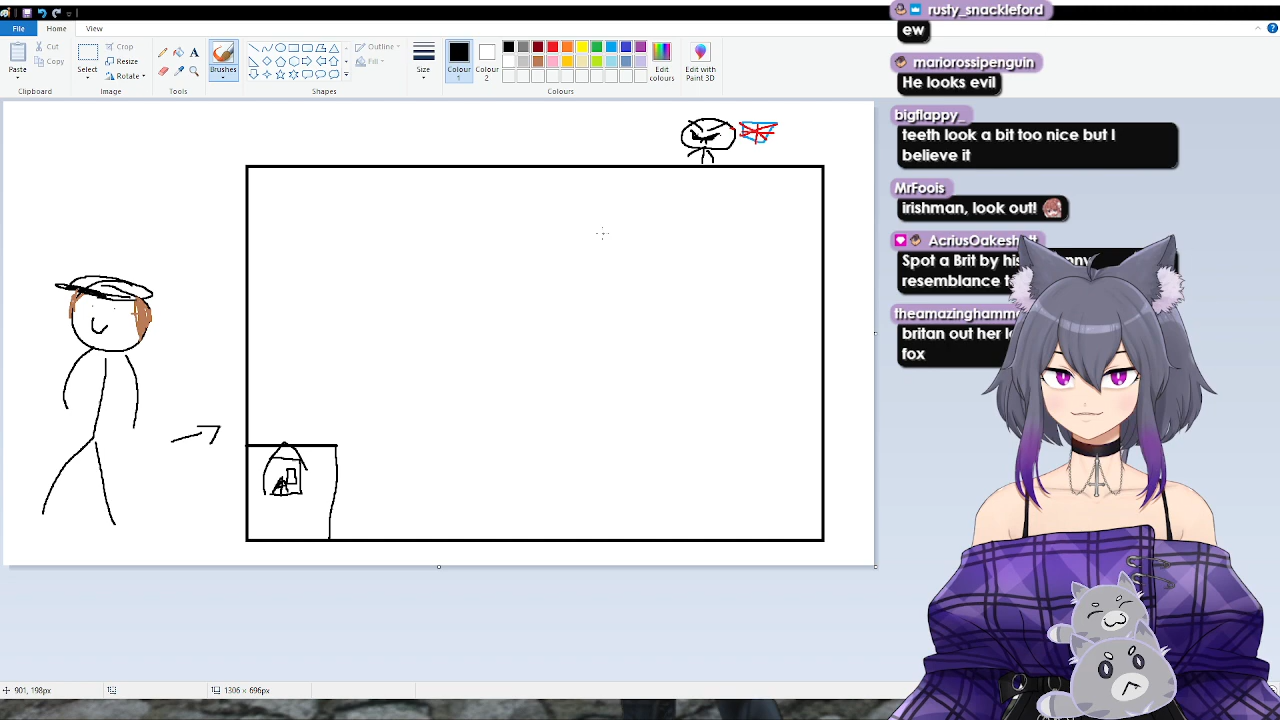 File
Home
View
Paste
Cut
Copy
Clipboard
Select
Crop
Resize
Rotate
Image
Tools
Brushes
Outline
Fill
Shapes
Size
Colour
1
Colour
2
Edit
colours
Edit with
Paint 3D
Colours
rusty_snackleford
ew
mariorossipenguin
He looks evil
bigflappy_
teeth look a bit too nice but I
believe it
MrFoois
irishman, look out!
Spot a Brit by his
resemblance
britan out her
fox
901, 198px
1306 × 696px